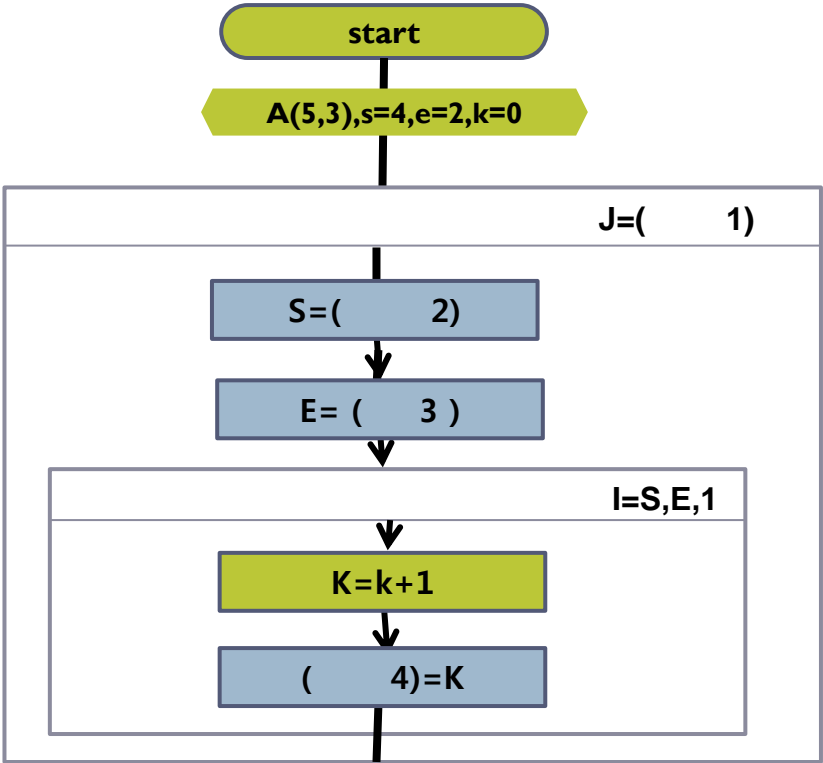 start
A(5,3),s=4,e=2,k=0
J=( 1)
S=( 2)
E= ( 3 )
I=S,E,1
K=k+1
( 4)=K